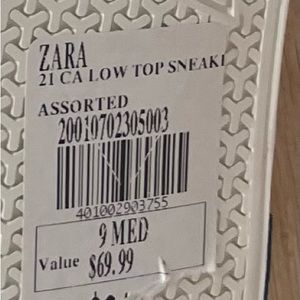 ZARA
21 CA LOW TOP SNEAKI
ASSORTED
20010702305003
401002903755
9 MED
Value $69.99